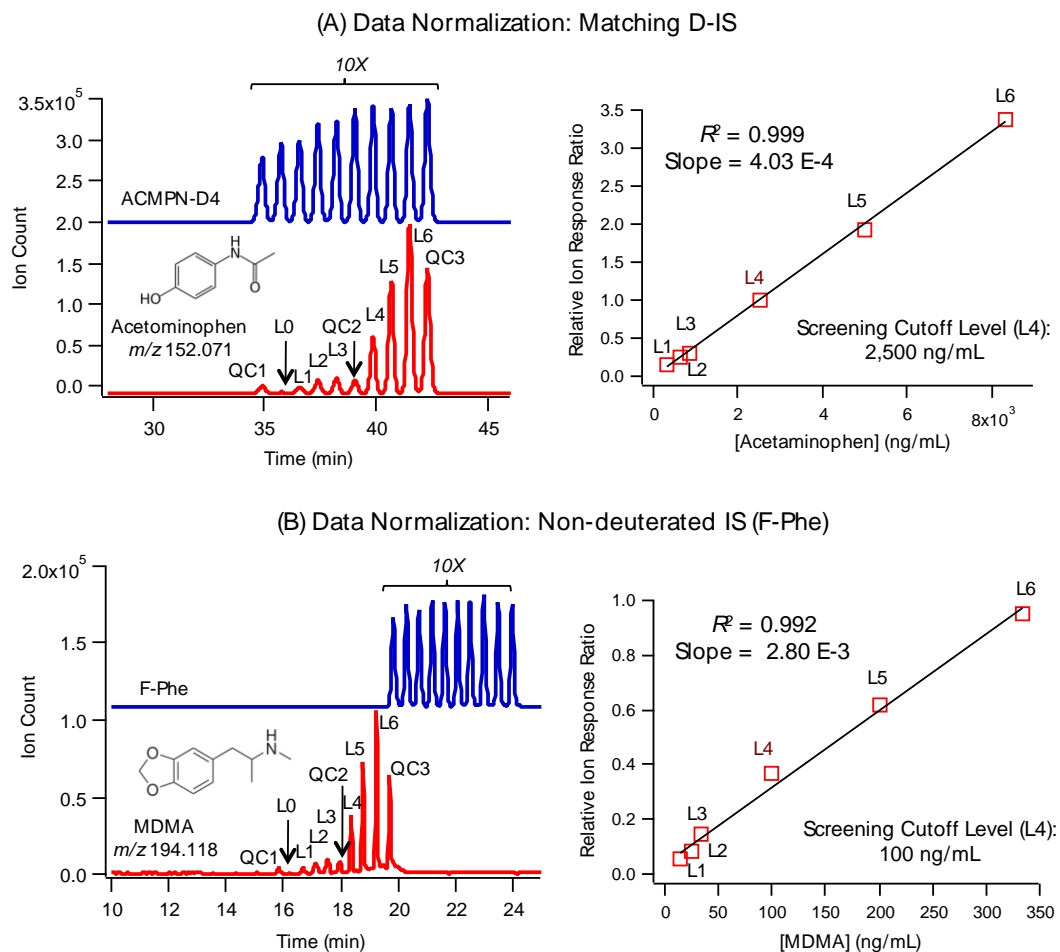 (A) Data Normalization: Matching D-IS
10X
3.5x10⁵
3.0
2.5
2.0
1.5
1.0
0.5
0.0
Ion Count
ACMPN-D4
H
N
HO
O
Acetominophen
m/z 152.071
QC1
L0
L1
L2
L3
QC2
L4
L5
L6
QC3
30
35
40
45
Time (min)
3.5
3.0
2.5
2.0
1.5
1.0
0.5
0.0
Relative Ion Response Ratio
R² = 0.999
Slope = 4.03 E-4
L1
L2
L3
L4
L5
L6
Screening Cutoff Level (L4):
2,500 ng/mL
0
2
4
6
8x10³
[Acetaminophen] (ng/mL)
(B) Data Normalization: Non-deuterated IS (F-Phe)
10X
2.0x10⁵
1.5
1.0
0.5
0.0
Ion Count
F-Phe
O
O
H
N
MDMA
m/z 194.118
QC1
L0
L1
L2
L3
QC2
L4
L5
L6
QC3
10
12
14
16
18
20
22
24
Time (min)
1.0
0.8
0.6
0.4
0.2
0.0
Relative Ion Response Ratio
R² = 0.992
Slope = 2.80 E-3
L1
L2
L3
L4
L5
L6
Screening Cutoff Level (L4):
100 ng/mL
0
50
100
150
200
250
300
350
[MDMA] (ng/mL)